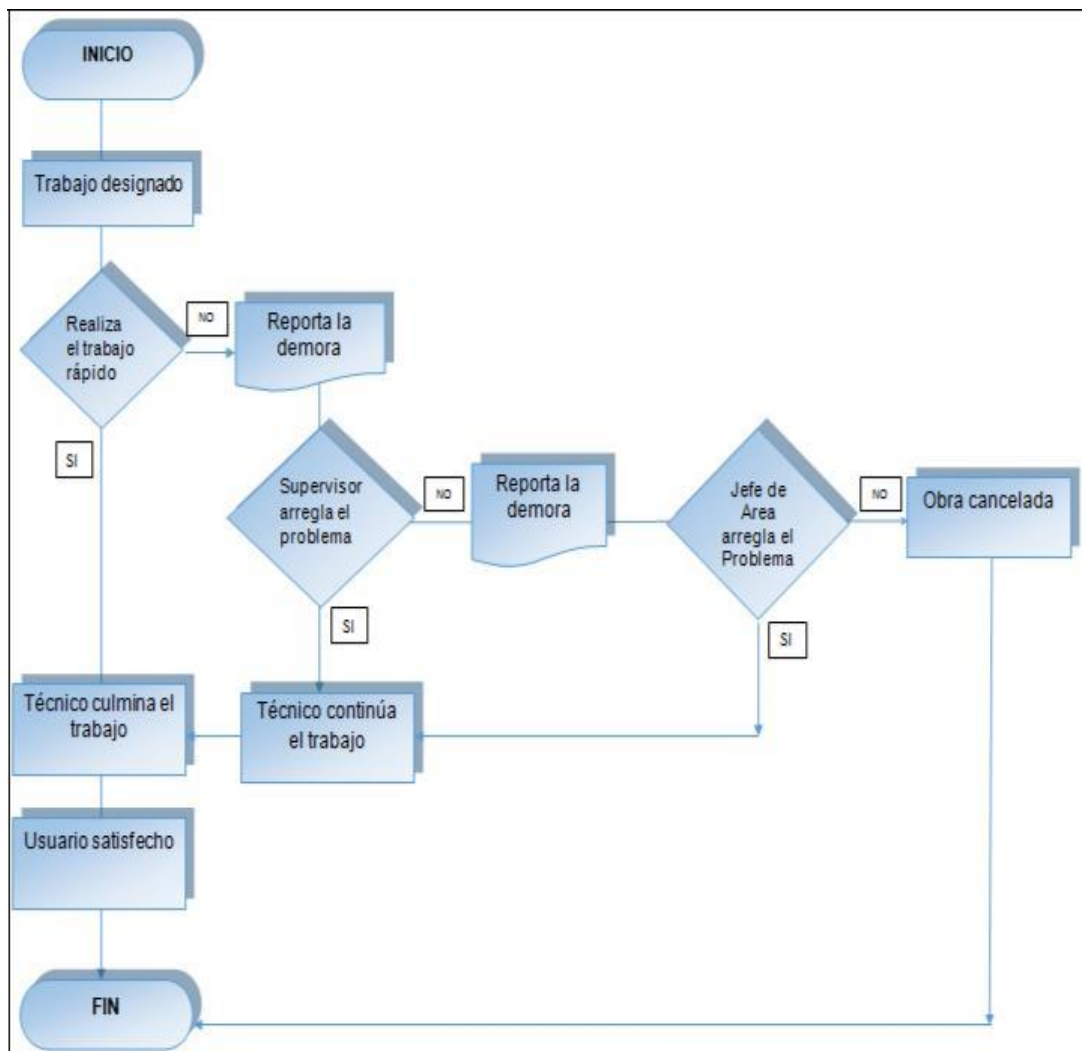 INICIO
Trabajo designado
Realiza
el trabajo
rápido
NO
Reporta la
demora
SI
Supervisor
arregla el
problema
NO
Reporta la
demora
Jefe de
Area
arregla el
Problema
NO
Obra cancelada
SI
SI
Técnico culmina el
trabajo
Técnico continúa
el trabajo
Usuario satisfecho
FIN